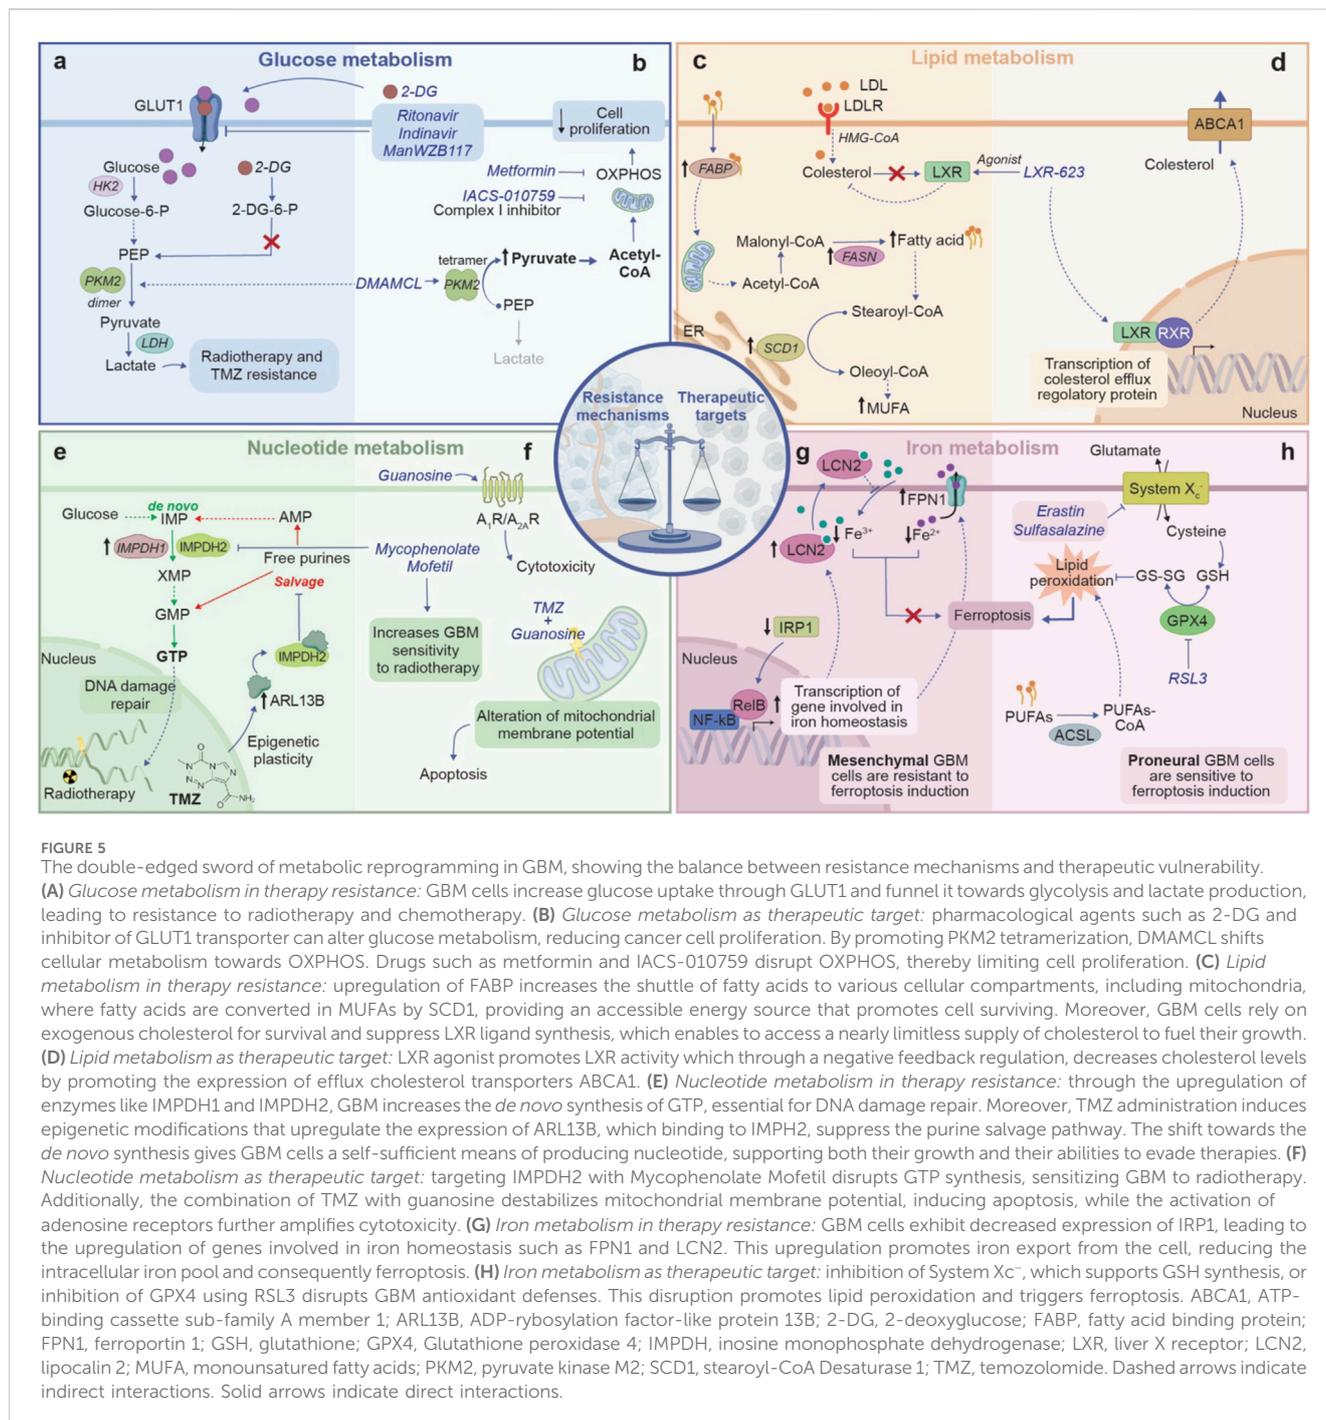 a
Glucose metabolism
b
GLUT1
2-DG
Ritonavir
Indinavir
ManWZB117
Cell
proliferation
Glucose
HK2
Glucose-6-P
2-DG
2-DG-6-P
PEP
PKM2
dimer
Pyruvate
LDH
Lactate
Radiotherapy and
TMZ resistance
Metformin
OXPHOS
IACS-010759
Complex I inhibitor
DMAMCL
tetramer
PKM2
Pyruvate
Acetyl-
CoA
PEP
Lactate
c
Lipid metabolism
d
LDL
LDLR
HMG-CoA
FABP
Colesterol
LXR
Agonist
LXR-623
ABCA1
Colesterol
Malonyl-CoA
Fatty acid
FASN
Acetyl-CoA
Stearoyl-CoA
ER
SCD1
Oleoyl-CoA
MUFA
LXR
RXR
Transcription of
colesterol efflux
regulatory protein
Nucleus
Resistance
mechanisms
Therapeutic
targets
e
Nucleotide metabolism
f
Glucose
de novo
IMP
AMP
IMPDH1
IMPDH2
Free purines
XMP
Salvage
GMP
GTP
Nucleus
IMPDH2
DNA damage
repair
ARL13B
Epigenetic
plasticity
Radiotherapy
N
O
N
N
N
N
N
O
NH₂
TMZ
Guanosine
A₁R/A₂AR
Mycophenolate
Mofetil
Cytotoxicity
Increases GBM
sensitivity
to radiotherapy
TMZ
+
Guanosine
Alteration of mitochondrial
membrane potential
Apoptosis
g
Iron metabolism
h
LCN2
FPN1
LCN2
Fe³⁺
Fe²⁺
IRP1
Ferroptosis
Nucleus
RelB
NF-kB
Transcription of
gene involved in
iron homeostasis
Mesenchymal GBM
cells are resistant to
ferroptosis induction
Glutamate
System Xc⁻
Erastin
Sulfasalazine
Cysteine
Lipid
peroxidation
GS-SG
GSH
GPX4
RSL3
PUFAs
ACSL
PUFAs-
CoA
Proneural GBM cells
are sensitive to
ferroptosis induction
FIGURE 5
The double-edged sword of metabolic reprogramming in GBM, showing the balance between resistance mechanisms and therapeutic vulnerability.
(A) Glucose metabolism in therapy resistance: GBM cells increase glucose uptake through GLUT1 and funnel it towards glycolysis and lactate production,
leading to resistance to radiotherapy and chemotherapy. (B) Glucose metabolism as therapeutic target: pharmacological agents such as 2-DG and
inhibitor of GLUT1 transporter can alter glucose metabolism, reducing cancer cell proliferation. By promoting PKM2 tetramerization, DMAMCL shifts
cellular metabolism towards OXPHOS. Drugs such as metformin and IACS-010759 disrupt OXPHOS, thereby limiting cell proliferation. (C) Lipid
metabolism in therapy resistance: upregulation of FABP increases the shuttle of fatty acids to various cellular compartments, including mitochondria,
where fatty acids are converted in MUFAs by SCD1, providing an accessible energy source that promotes cell surviving. Moreover, GBM cells rely on
exogenous cholesterol for survival and suppress LXR ligand synthesis, which enables to access a nearly limitless supply of cholesterol to fuel their growth.
(D) Lipid metabolism as therapeutic target: LXR agonist promotes LXR activity which through a negative feedback regulation, decreases cholesterol levels
by promoting the expression of efflux cholesterol transporters ABCA1. (E) Nucleotide metabolism in therapy resistance: through the upregulation of
enzymes like IMPDH1 and IMPDH2, GBM increases the de novo synthesis of GTP, essential for DNA damage repair. Moreover, TMZ administration induces
epigenetic modifications that upregulate the expression of ARL13B, which binding to IMPH2, suppress the purine salvage pathway. The shift towards the
de novo synthesis gives GBM cells a self-sufficient means of producing nucleotide, supporting both their growth and their abilities to evade therapies. (F)
Nucleotide metabolism as therapeutic target: targeting IMPDH2 with Mycophenolate Mofetil disrupts GTP synthesis, sensitizing GBM to radiotherapy.
Additionally, the combination of TMZ with guanosine destabilizes mitochondrial membrane potential, inducing apoptosis, while the activation of
adenosine receptors further amplifies cytotoxicity. (G) Iron metabolism in therapy resistance: GBM cells exhibit decreased expression of IRP1, leading to
the upregulation of genes involved in iron homeostasis such as FPN1 and LCN2. This upregulation promotes iron export from the cell, reducing the
intracellular iron pool and consequently ferroptosis. (H) Iron metabolism as therapeutic target: inhibition of System Xc⁻, which supports GSH synthesis, or
inhibition of GPX4 using RSL3 disrupts GBM antioxidant defenses. This disruption promotes lipid peroxidation and triggers ferroptosis. ABCA1, ATP-
binding cassette sub-family A member 1; ARL13B, ADP-rybosylation factor-like protein 13B; 2-DG, 2-deoxyglucose; FABP, fatty acid binding protein;
FPN1, ferroportin 1; GSH, glutathione; GPX4, Glutathione peroxidase 4; IMPDH, inosine monophosphate dehydrogenase; LXR, liver X receptor; LCN2,
lipocalin 2; MUFA, monounsatured fatty acids; PKM2, pyruvate kinase M2; SCD1, stearoyl-CoA Desaturase 1; TMZ, temozolomide. Dashed arrows indicate
indirect interactions. Solid arrows indicate direct interactions.